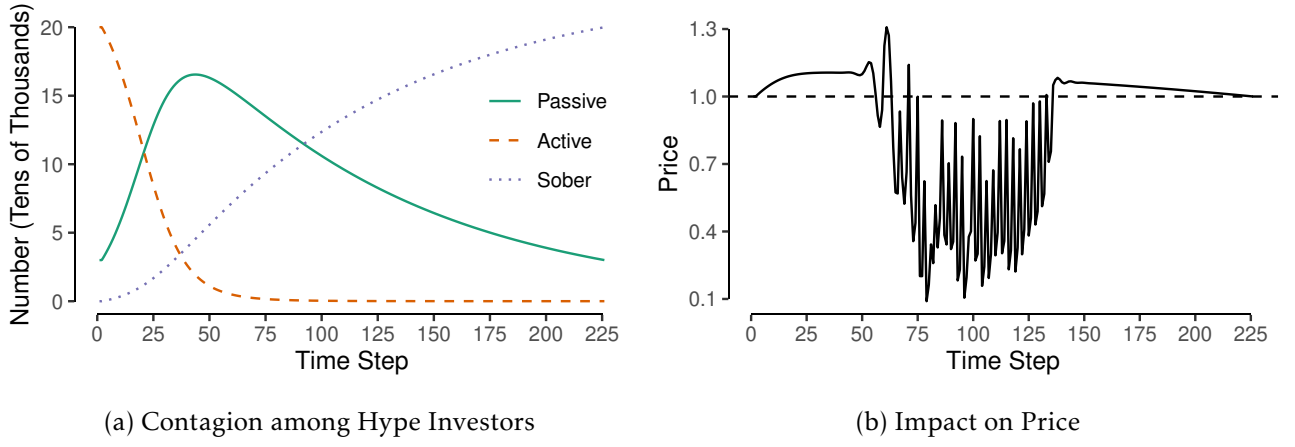 Number (Tens of Thousands)
20
15
10
5
0
Passive
Active
Sober
0 25 50 75 100 125 150 175 200 225
Time Step
(a) Contagion among Hype Investors
Price
1.3
1.0
0.7
0.4
0.1
0 25 50 75 100 125 150 175 200 225
Time Step
(b) Impact on Price